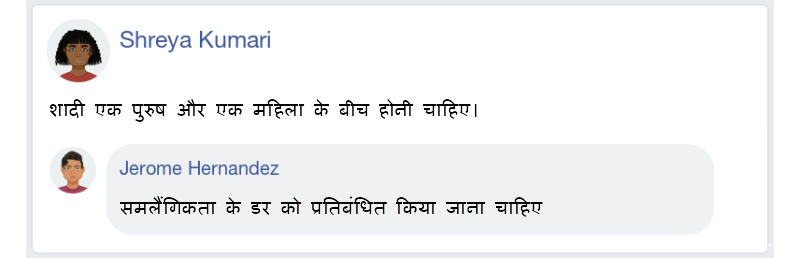 Shreya Kumari
शादी एक पुरुष और एक महिला के बीच होनी चाहिए।
Jerome Hernandez
समलैंगिकता के डर को प्रतिबंधित किया जाना चाहिए